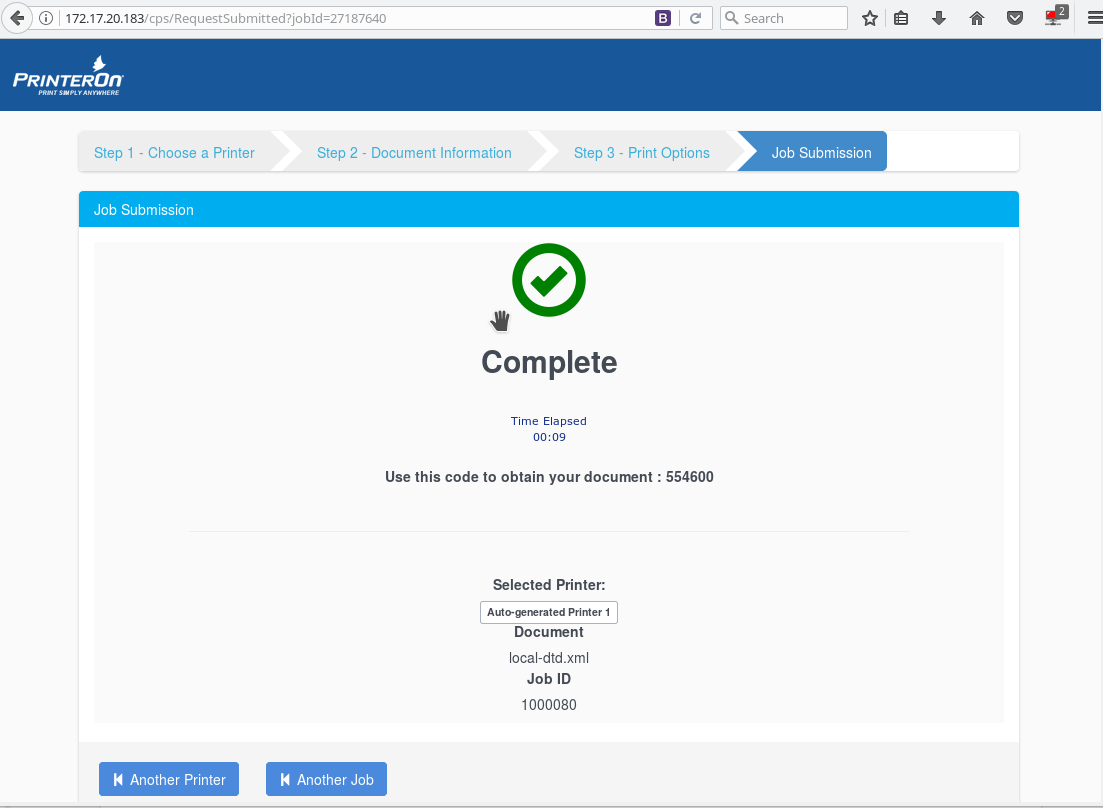 172.17.20.183/cps/RequestSubmitted?jobId=27187640
B
Search
2
PRINTERON
PRINT SIMPLY ANYWHERE
Step 1 - Choose a Printer
Step 2 - Document Information
Step 3 - Print Options
Job Submission
Job Submission
Complete
Time Elapsed
00:09
Use this code to obtain your document : 554600
Selected Printer:
Auto-generated Printer 1
Document
local-dtd.xml
Job ID
1000080
Another Printer
Another Job